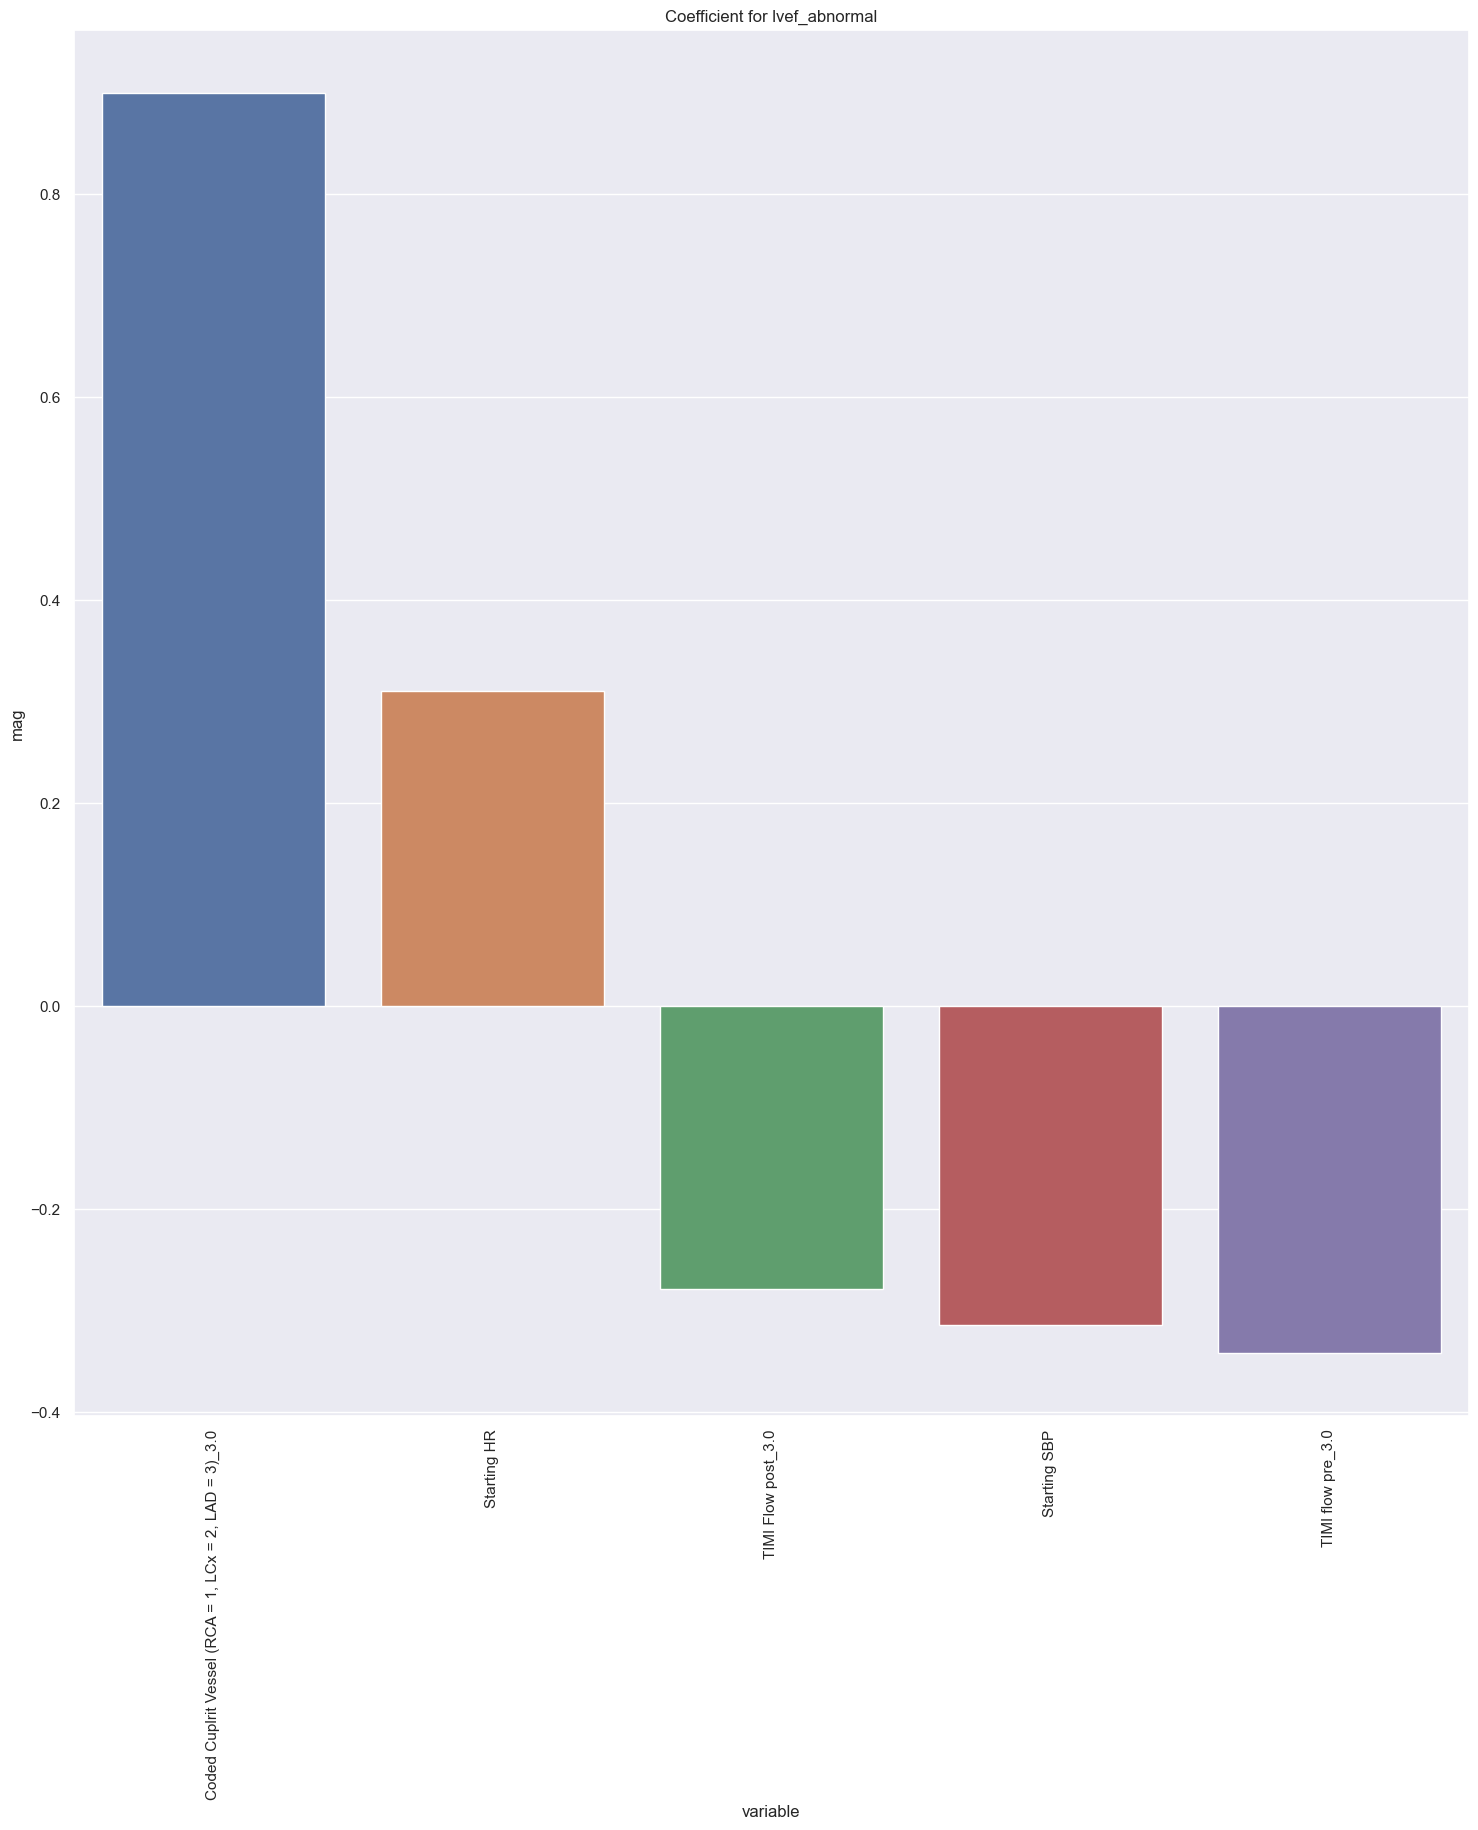 Coefficient for lvef_abnormal
mag
0.8
0.6
0.4
0.2
0.0
−0.2
−0.4
Coded Cuplrit Vessel (RCA = 1, LCx = 2, LAD = 3)_3.0
Starting HR
TIMI Flow post_3.0
Starting SBP
TIMI flow pre_3.0
variable